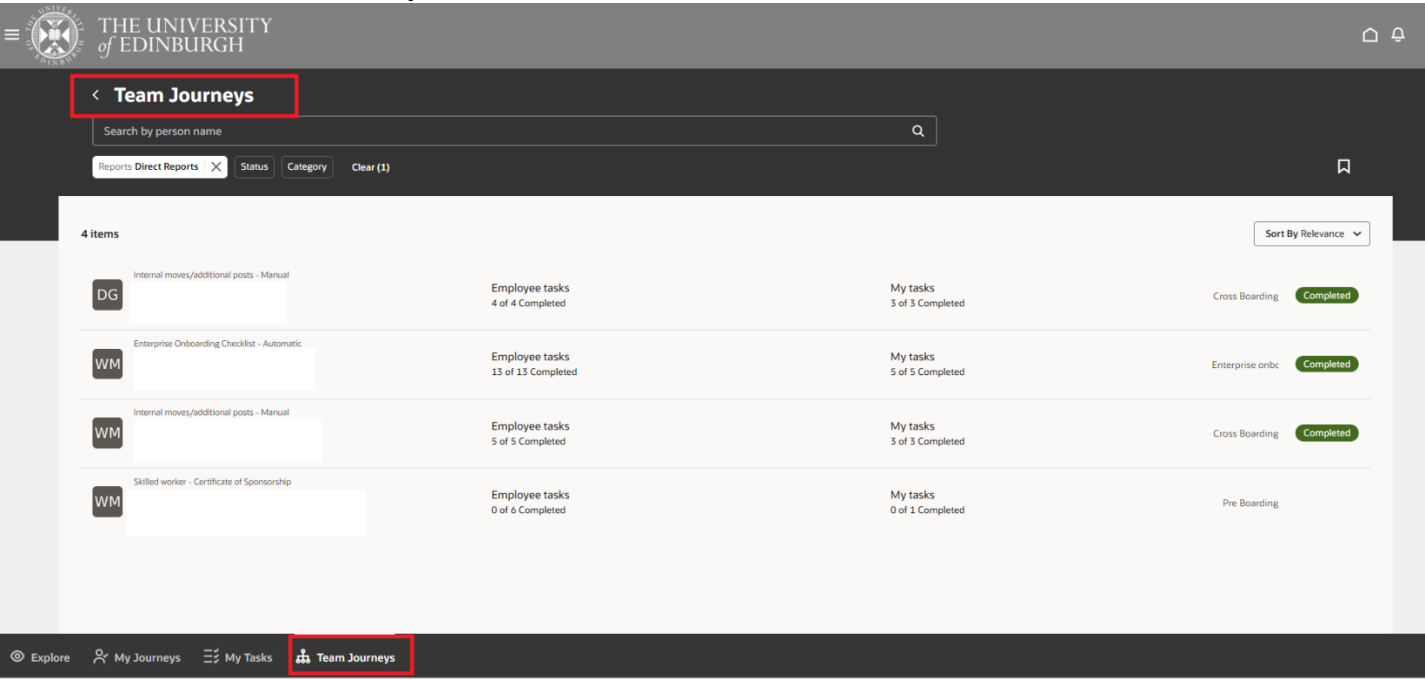 THE UNIVERSITY
of EDINBURGH
Team Journeys
Search by person name
Reports Direct Reports Status Category Clear (1)
4 items
Sort By Relevance
Internal moves/additional posts - Manual
DG
Employee tasks
4 of 4 Completed
My tasks
3 of 3 Completed
Cross Boarding
Completed
Enterprise Onboarding Checklist - Automatic
WM
Employee tasks
13 of 13 Completed
My tasks
5 of 5 Completed
Enterprise onbc
Completed
Internal moves/additional posts - Manual
WM
Employee tasks
5 of 5 Completed
My tasks
3 of 3 Completed
Cross Boarding
Completed
Skilled worker - Certificate of Sponsorship
WM
Employee tasks
0 of 6 Completed
My tasks
0 of 1 Completed
Pre Boarding
Explore My Journeys My Tasks Team Journeys